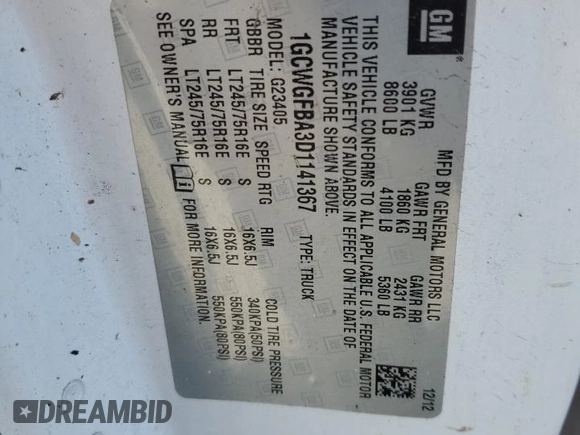 GM
MFD BY GENERAL MOTORS LLC
12/12
GVWR GAWR FRT GAWR RR
3901 KG 1860 KG 2431 KG
8600 LB 4100 LB 5360 LB
THIS VEHICLE CONFORMS TO ALL APPLICABLE U.S. FEDERAL MOTOR
VEHICLE SAFETY STANDARDS IN EFFECT ON THE DATE OF
MANUFACTURE SHOWN ABOVE.
1GCWGFBA3D1141367 TYPE: TRUCK
MODEL: G23405
GBBR TIRE SIZE SPEED RTG RIM COLD TIRE PRESSURE
FRT LT245/75R16E S 16X6.5J 340KPA(50PSI)
RR LT245/75R16E S 16X6.5J 550KPA(80PSI)
SPA LT245/75R16E S 16X6.5J 550KPA(80PSI)
SEE OWNER'S MANUAL FOR MORE INFORMATION.
DREAMBID